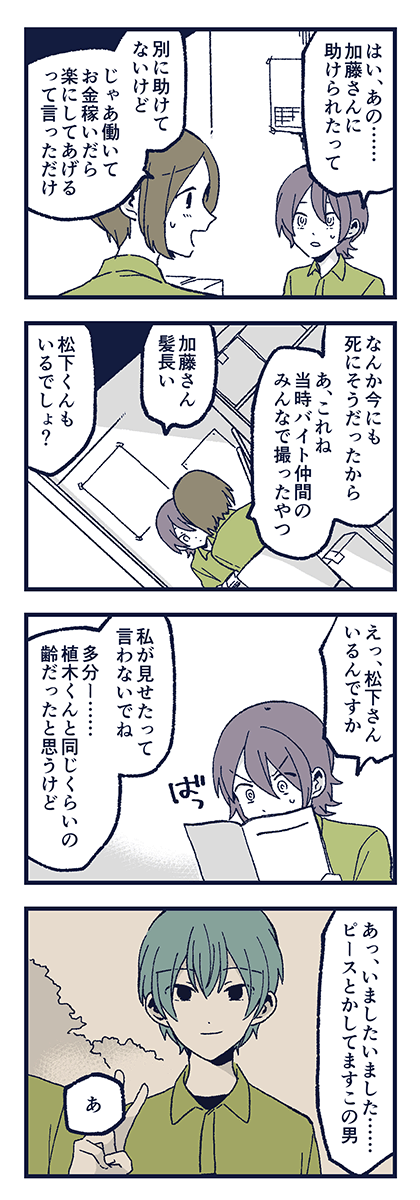 はい、あの……
加藤さんに
助けられたって
別に助けて
ないけど
じゃあ働いて
お金稼いだら
楽にしてあげる
って言っただけ
なんか今にも
死にそうだったから
あ、これね
当時バイト仲間の
みんなで撮ったやつ
加藤さん
髪長い
松下くんも
いるでしょ？
えっ、松下さん
いるんですか
ばっ
私が見せたって
言わないでね
多分ー……
植木くんと同じくらいの
齢だったと思うけど
あっ、いましたいました……
ピースとかしてますこの男
あ